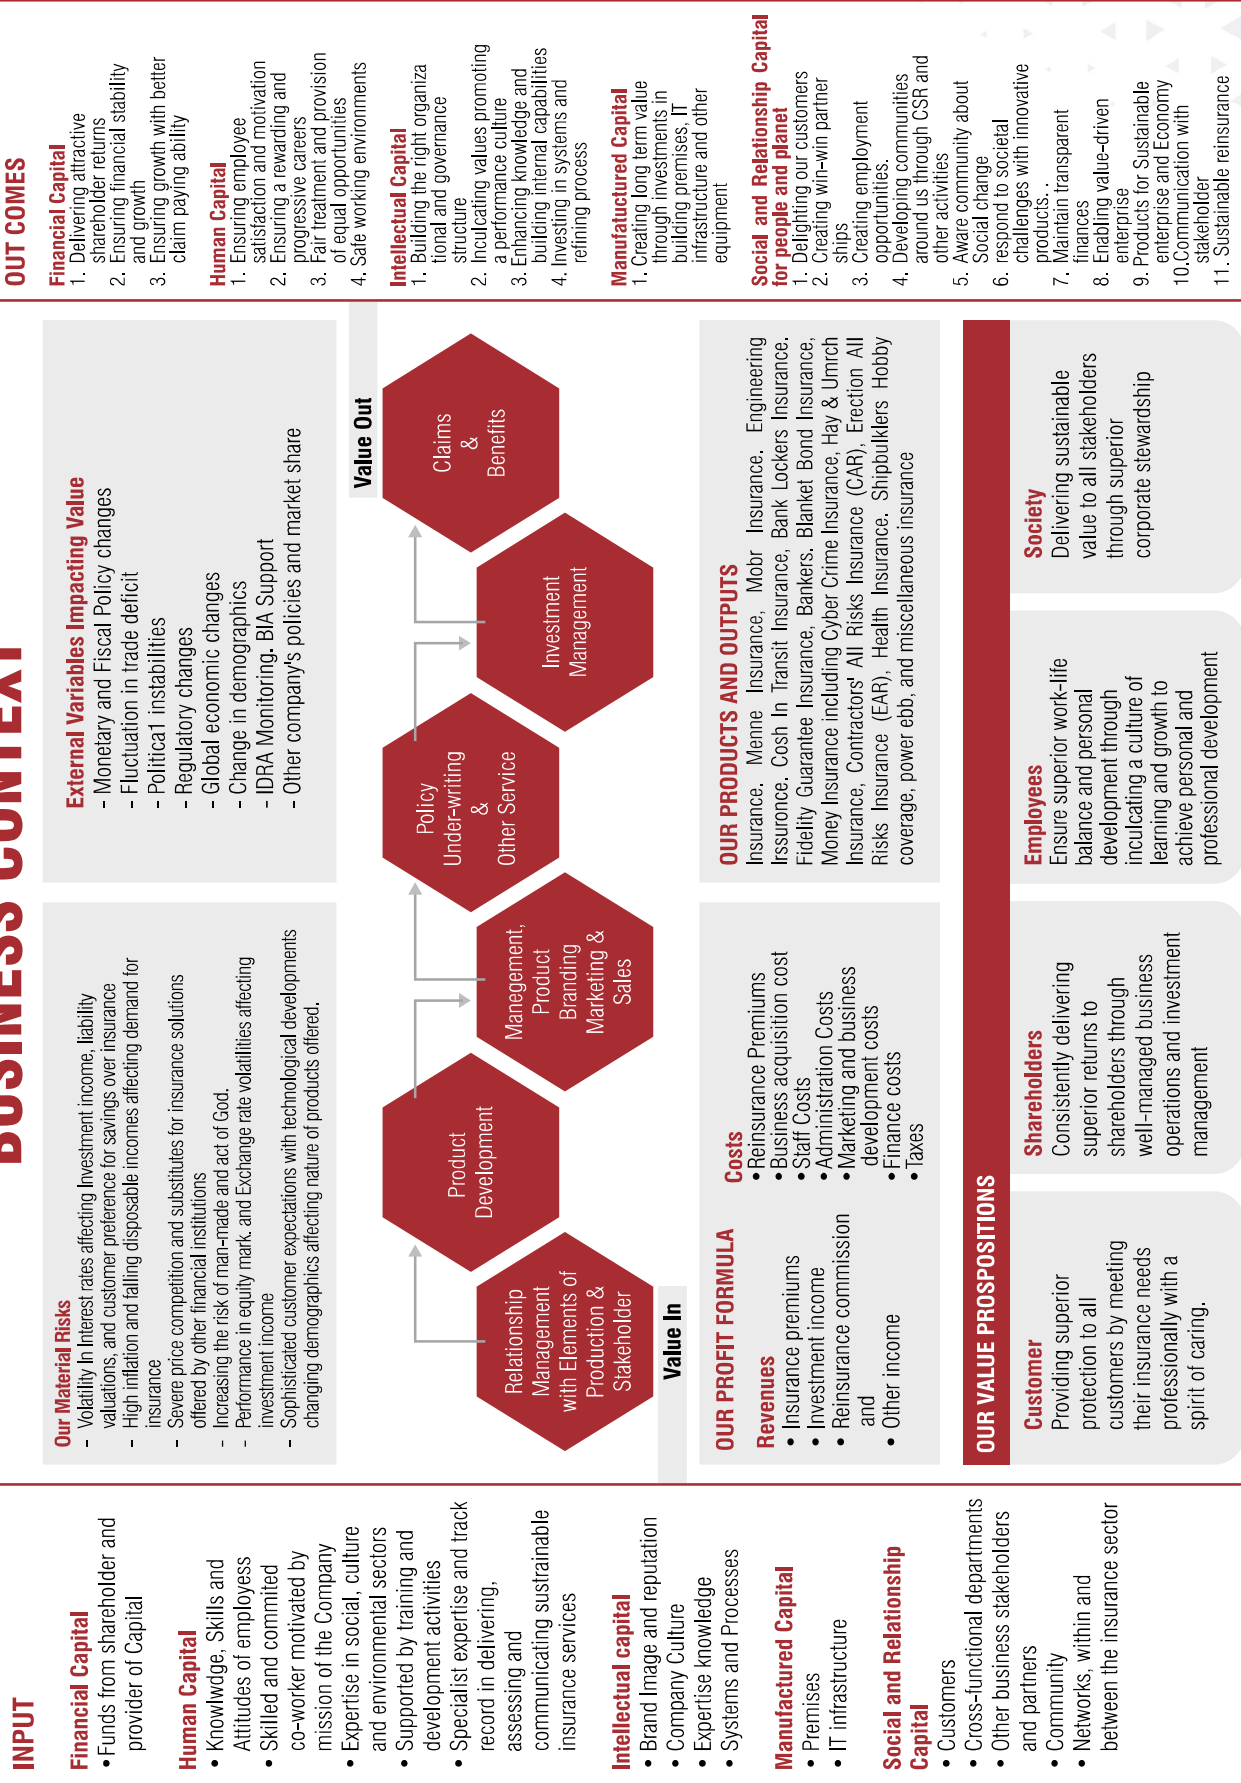 BUSINESS CONTEXT
INPUT
Financial Capital
• Funds from shareholder and
provider of Capital
Human Capital
• Knowlwdge, Skills and
Attitudes of employess
• Skilled and commited
co-worker motivated by
mission of the Company
• Expertise in social, culture
and environmental sectors
• Supported by training and
development activities
• Specialist expertise and track
record in delivering,
assessing and
communicating sustainable
insurance services
Intellectual capital
• Brand Image and reputation
• Company Culture
• Expertise knowledge
• Systems and Processes
Manufactured Capital
• Premises
• IT infrastructure
Social and Relationship
Capital
• Customers
• Cross-functional departments
• Other business stakeholders
and partners
• Community
• Networks, within and
between the insurance sector
Our Material Risks
- Volatility In Interest rates affecting Investment income, liability
valuations, and customer preference for savings over insurance
- High inflation and falling disposable incomes affecting demand for
insurance
- Severe price competition and substitutes for insurance solutions
offered by other financial institutions
- Increasing the risk of man-made and act of God.
- Performance in equity mark. and Exchange rate volatilities affecting
investment income
- Sophisticated customer expectations with technological developments
changing demographics affecting nature of products offered.
External Variables Impacting Value
- Monetary and Fiscal Policy changes
- Fluctuation in trade deficit
- Politica1 instabilities
- Regulatory changes
- Global economic changes
- Change in demographics
- IDRA Monitoring. BIA Support
- Other company's policies and market share
Value In
Relationship
Management
with Elements of
Production &
Stakeholder
Product
Development
Manegement,
Product
Branding
Marketing &
Sales
Policy
Under-writing
&
Other Service
Investment
Management
Claims
&
Benefits
Value Out
OUR PROFIT FORMULA
Revenues
• Insurance premiums
• Investment income
• Reinsurance commission
and
• Other income
Costs
• Reinsurance Premiums
• Business acquisition cost
• Staff Costs
• Administration Costs
• Marketing and business
development costs
• Finance costs
• Taxes
OUR PRODUCTS AND OUTPUTS
Insurance. Menne Insurance, Mobr Insurance. Engineering
Irssuronce. Cosh In Transit Insurance, Bank Lockers Insurance.
Fidelity Guarantee Insurance, Bankers. Blanket Bond Insurance,
Money Insurance including Cyber Crime Insurance, Hay & Umrch
Insurance, Contractors' All Risks Insurance (CAR), Erection All
Risks Insurance (EAR), Health Insurance. Shipbulklers Hobby
coverage, power ebb, and miscellaneous insurance
OUR VALUE PROSPOSITIONS
Customer
Providing superior
protection to all
customers by meeting
their insurance needs
professionally with a
spirit of caring.
Shareholders
Consistently delivering
superior returns to
shareholders through
well-managed business
operations and investment
management
Employees
Ensure superior work-life
balance and personal
development through
inculcating a culture of
learning and growth to
achieve personal and
professional development
Society
Delivering sustainable
value to all stakeholders
through superior
corporate stewardship
OUT COMES
Financial Capital
1. Delivering attractive
shareholder returns
2. Ensuring financial stability
and growth
3. Ensuring growth with better
claim paying ability
Human Capital
1. Ensuring employee
satisfaction and motivation
2. Ensuring a rewarding and
progressive careers
3. Fair treatment and provision
of equal opportunities
4. Safe working environments
Intellectual Capital
1. Building the right organiza
tional and governance
structure
2. Inculcating values promoting
a performance culture
3. Enhancing knowledge and
building internal capabilities
4. Investing in systems and
refining process
Manufactuctured Capital
1. Creating long term value
through investments in
building premises, IT
infrastructure and other
equipment
Social and Relationship Capital
for people and planet
1. Delighting our customers
2. Creating win-win partner
ships
3. Creating employment
opportunities.
4. Developing communities
around us through CSR and
other activities
5. Aware community about
Social change
6. respond to societal
challenges with innovative
products. .
7. Maintain transparent
finances
8. Enabling value-driven
enterprise
9. Products for Sustainable
enterprise and Economy
10.Communication with
stakeholder
11. Sustainable reinsurance